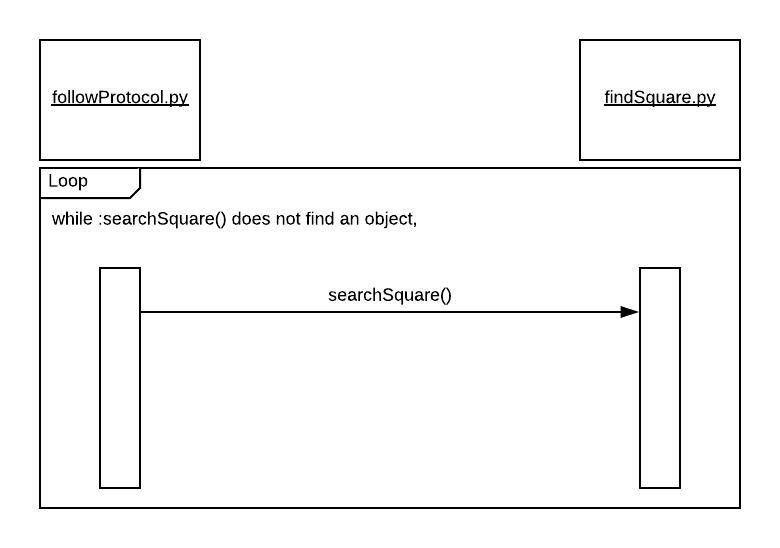 followProtocol.py
findSquare.py
Loop
while :searchSquare() does not find an object,
searchSquare()